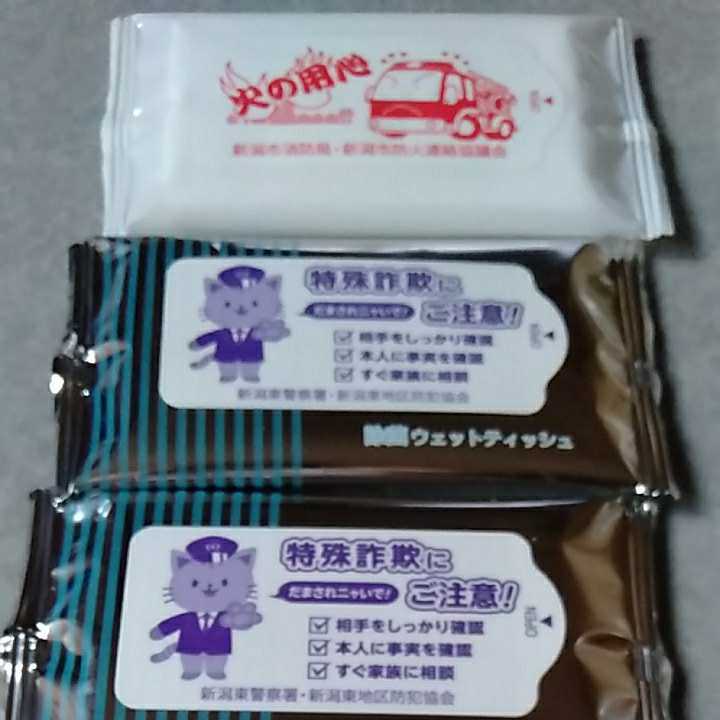 火の用心
OPEN
新潟市消防局・新潟市防火連絡協議会
特殊詐欺に
だまされニャいで!
ご注意!
相手をしっかり確認
本人に事実を確認
すぐ家族に相談
OPEN
新潟東警察署・新潟東地区防犯協会
除菌ウェットティッシュ
特殊詐欺に
だまされニャいで!
ご注意!
相手をしっかり確認
本人に事実を確認
すぐ家族に相談
OPEN
新潟東警察署・新潟東地区防犯協会